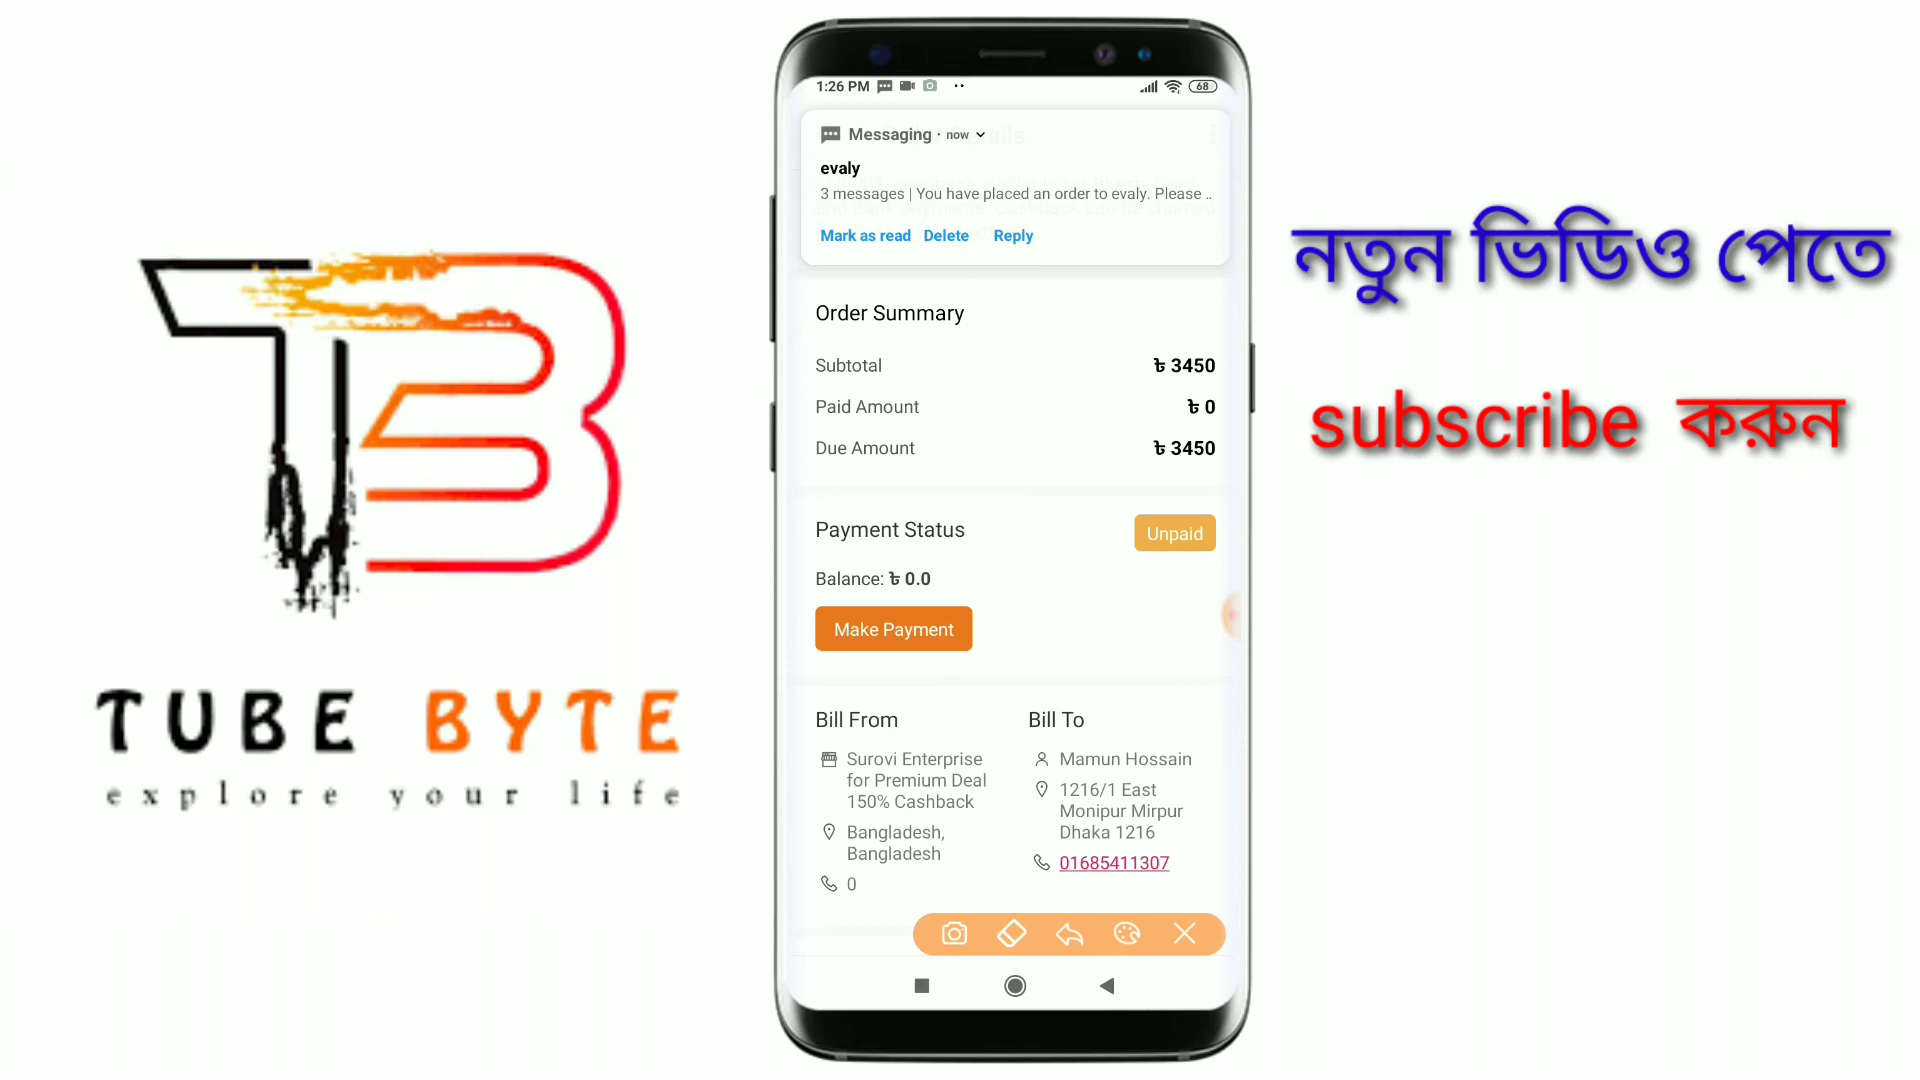 TUBE BYTE
explore your life
1:26 PM
68
Messaging · now
evaly
3 messages | You have placed an order to evaly. Please ..
Mark as read Delete Reply
Order Summary
Subtotal ৳ 3450
Paid Amount ৳ 0
Due Amount ৳ 3450
Payment Status Unpaid
Balance: ৳ 0.0
Make Payment
Bill From
Surovi Enterprise
for Premium Deal
150% Cashback
Bangladesh,
Bangladesh
0
Bill To
Mamun Hossain
1216/1 East
Monipur Mirpur
Dhaka 1216
01685411307
নতুন ভিডিও পেতে
subscribe করুন